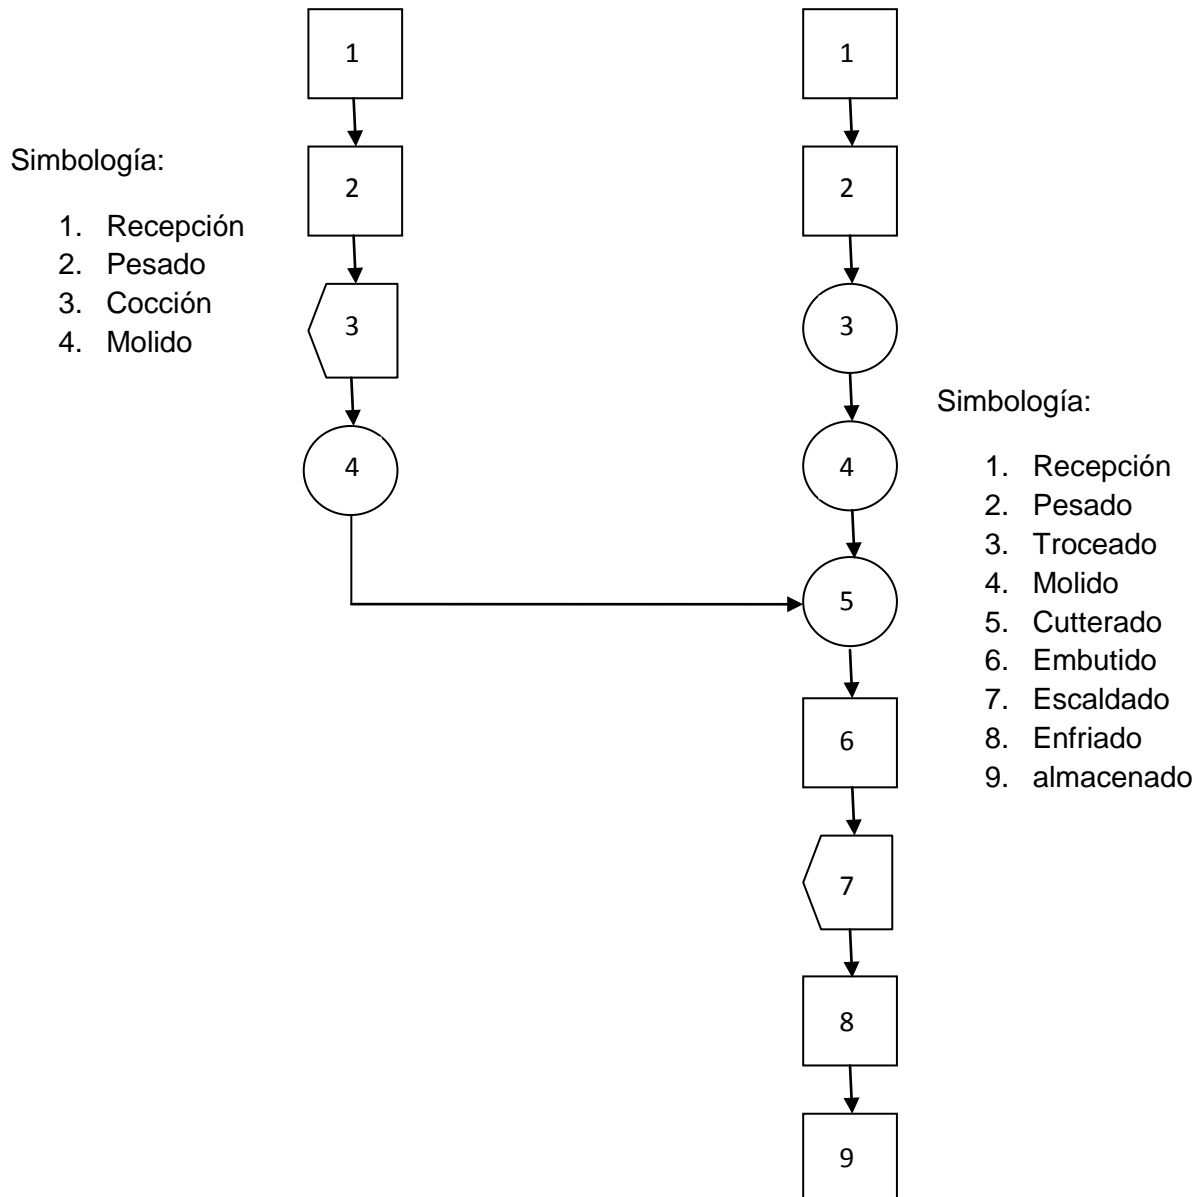 1
2
3
4
Simbología:
1. Recepción
2. Pesado
3. Cocción
4. Molido
1
2
3
4
5
6
7
8
9
Simbología:
1. Recepción
2. Pesado
3. Troceado
4. Molido
5. Cutterado
6. Embutido
7. Escaldado
8. Enfriado
9. almacenado